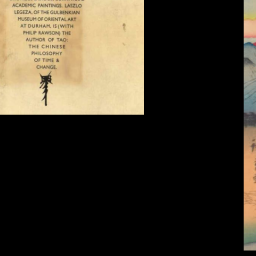 ACADEMIC PAINTINGS. LASZLO
LEGEZA, OF THE GULBENKIAN
MUSEUM OF ORIENTAL ART
AT DURHAM, IS (WITH
PHILIP RAWSON) THE
AUTHOR OF TAO:
THE CHINESE
PHILOSOPHY
OF TIME &
CHANGE.